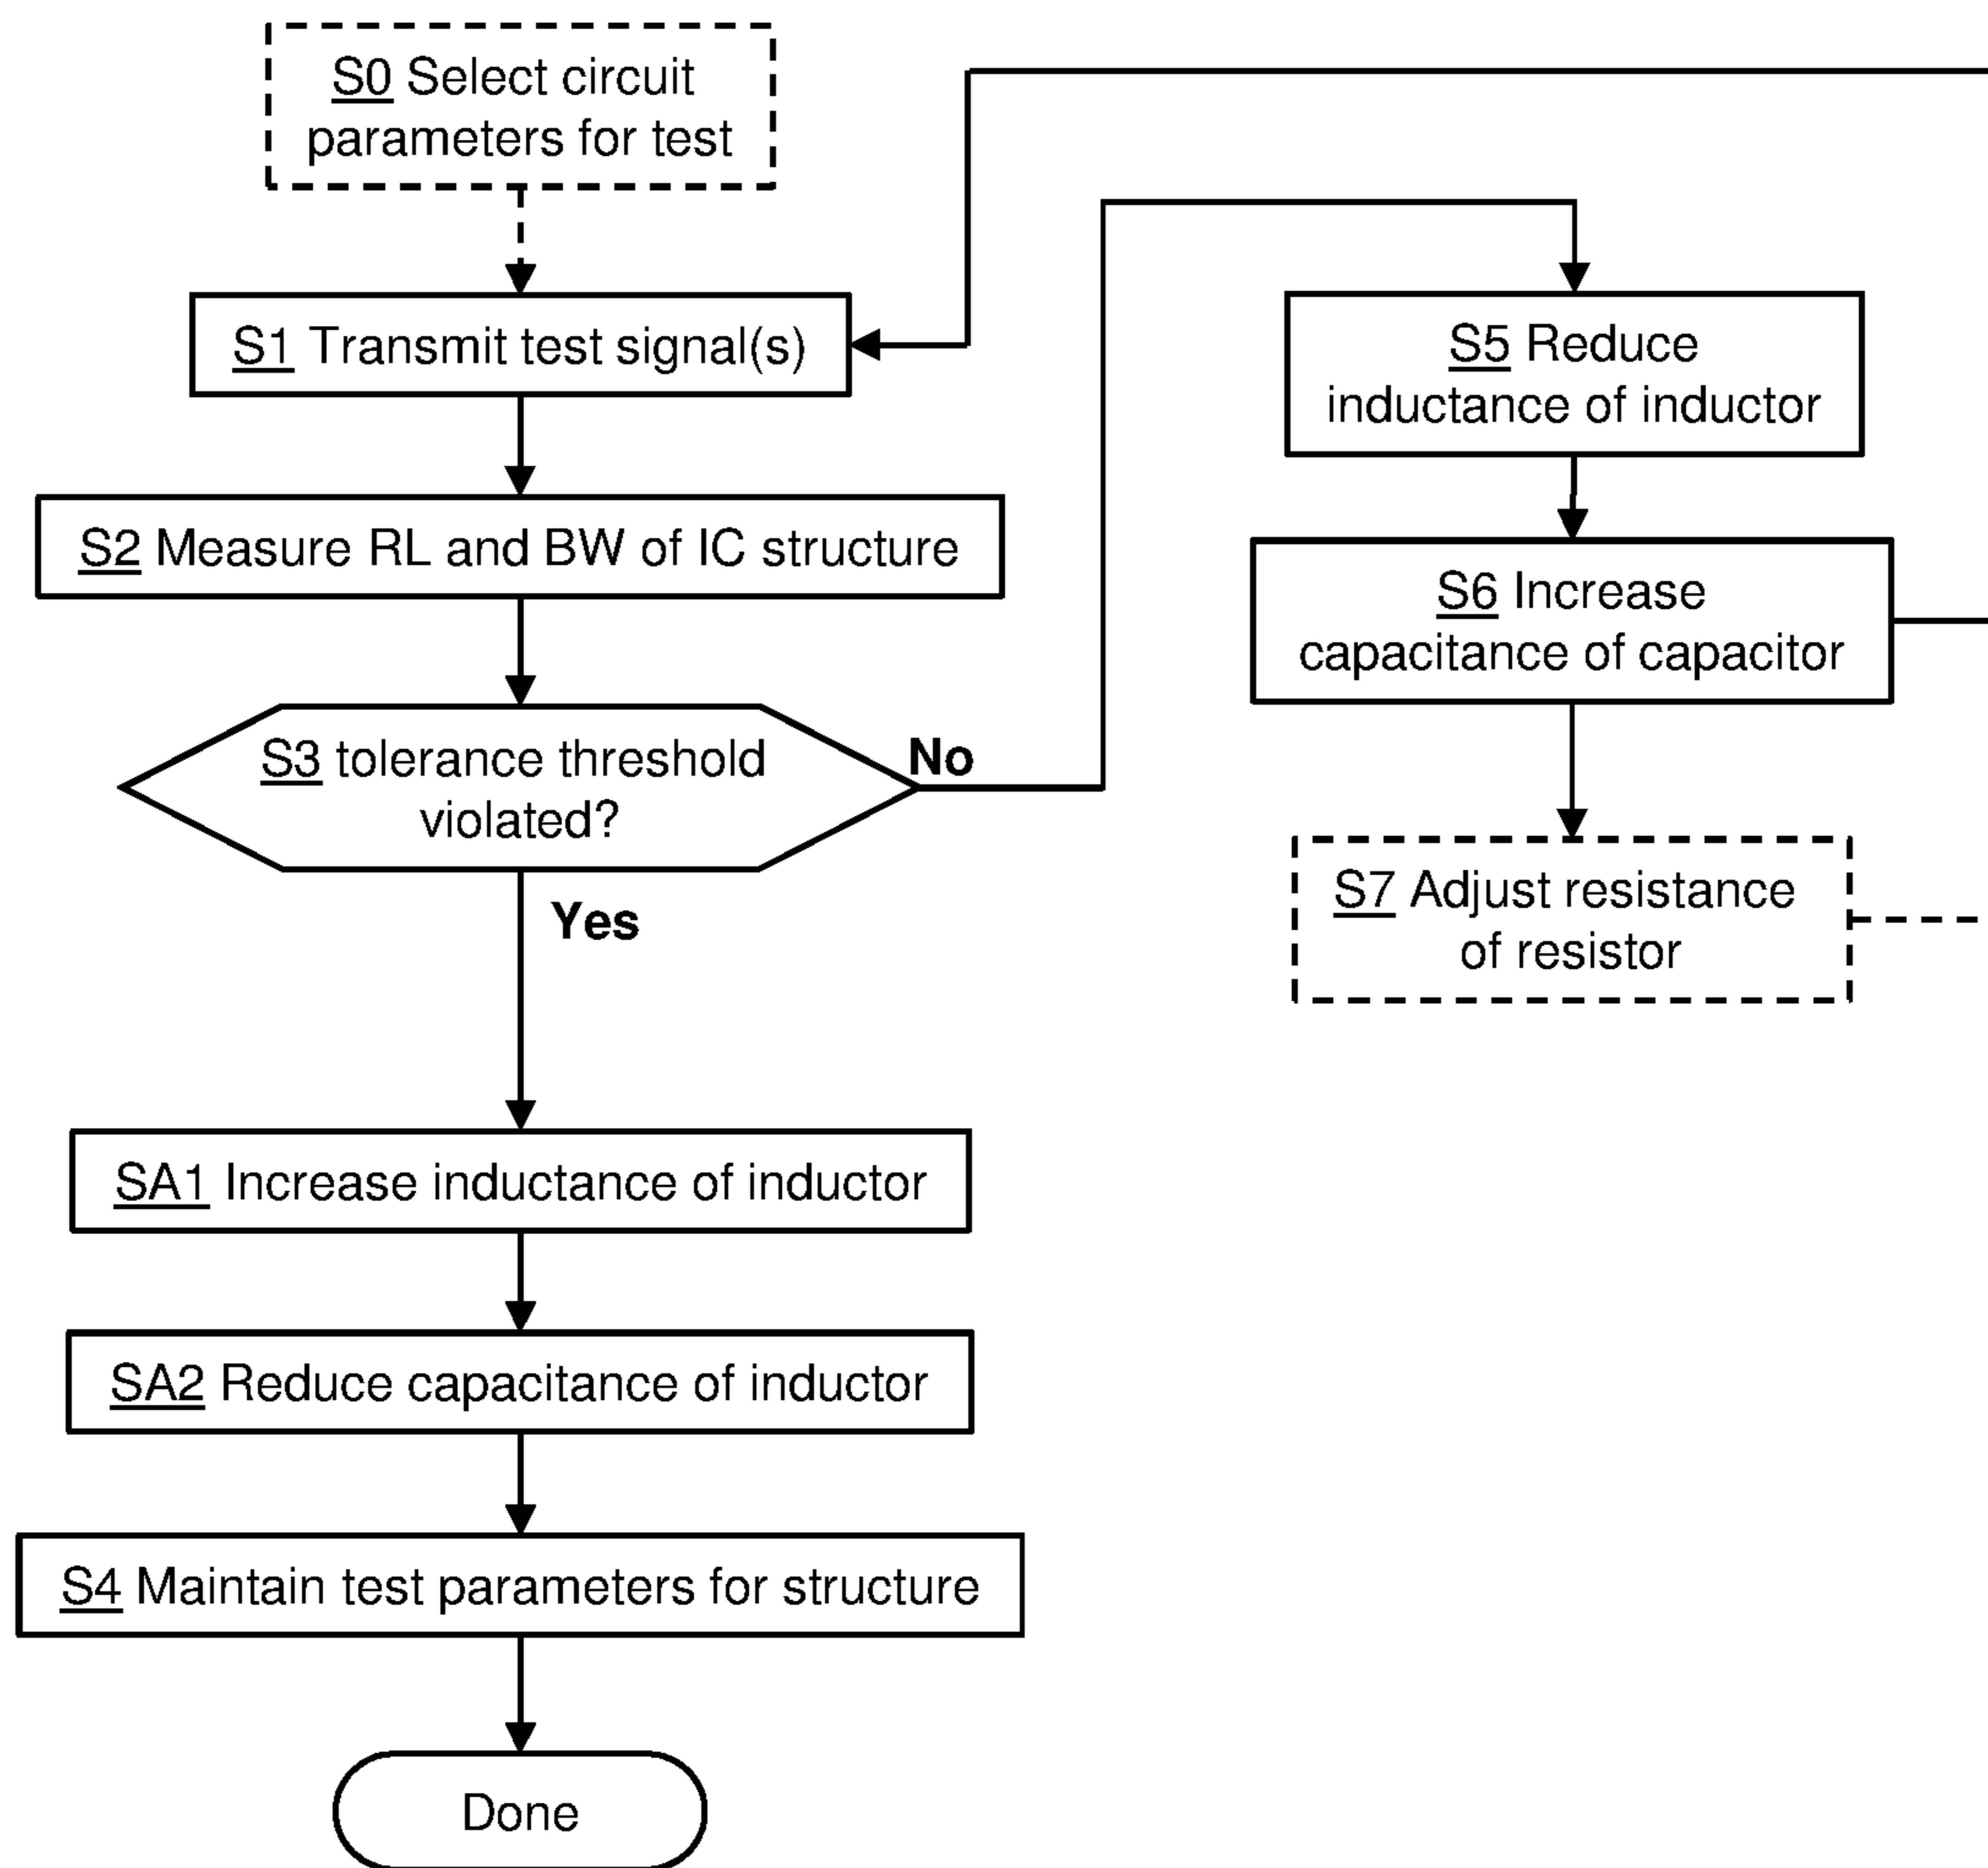 S0 Select circuit
parameters for test
S1 Transmit test signal(s)
S2 Measure RL and BW of IC structure
S3 tolerance threshold
violated?
No
Yes
SA1 Increase inductance of inductor
SA2 Reduce capacitance of inductor
S4 Maintain test parameters for structure
Done
S5 Reduce
inductance of inductor
S6 Increase
capacitance of capacitor
S7 Adjust resistance
of resistor